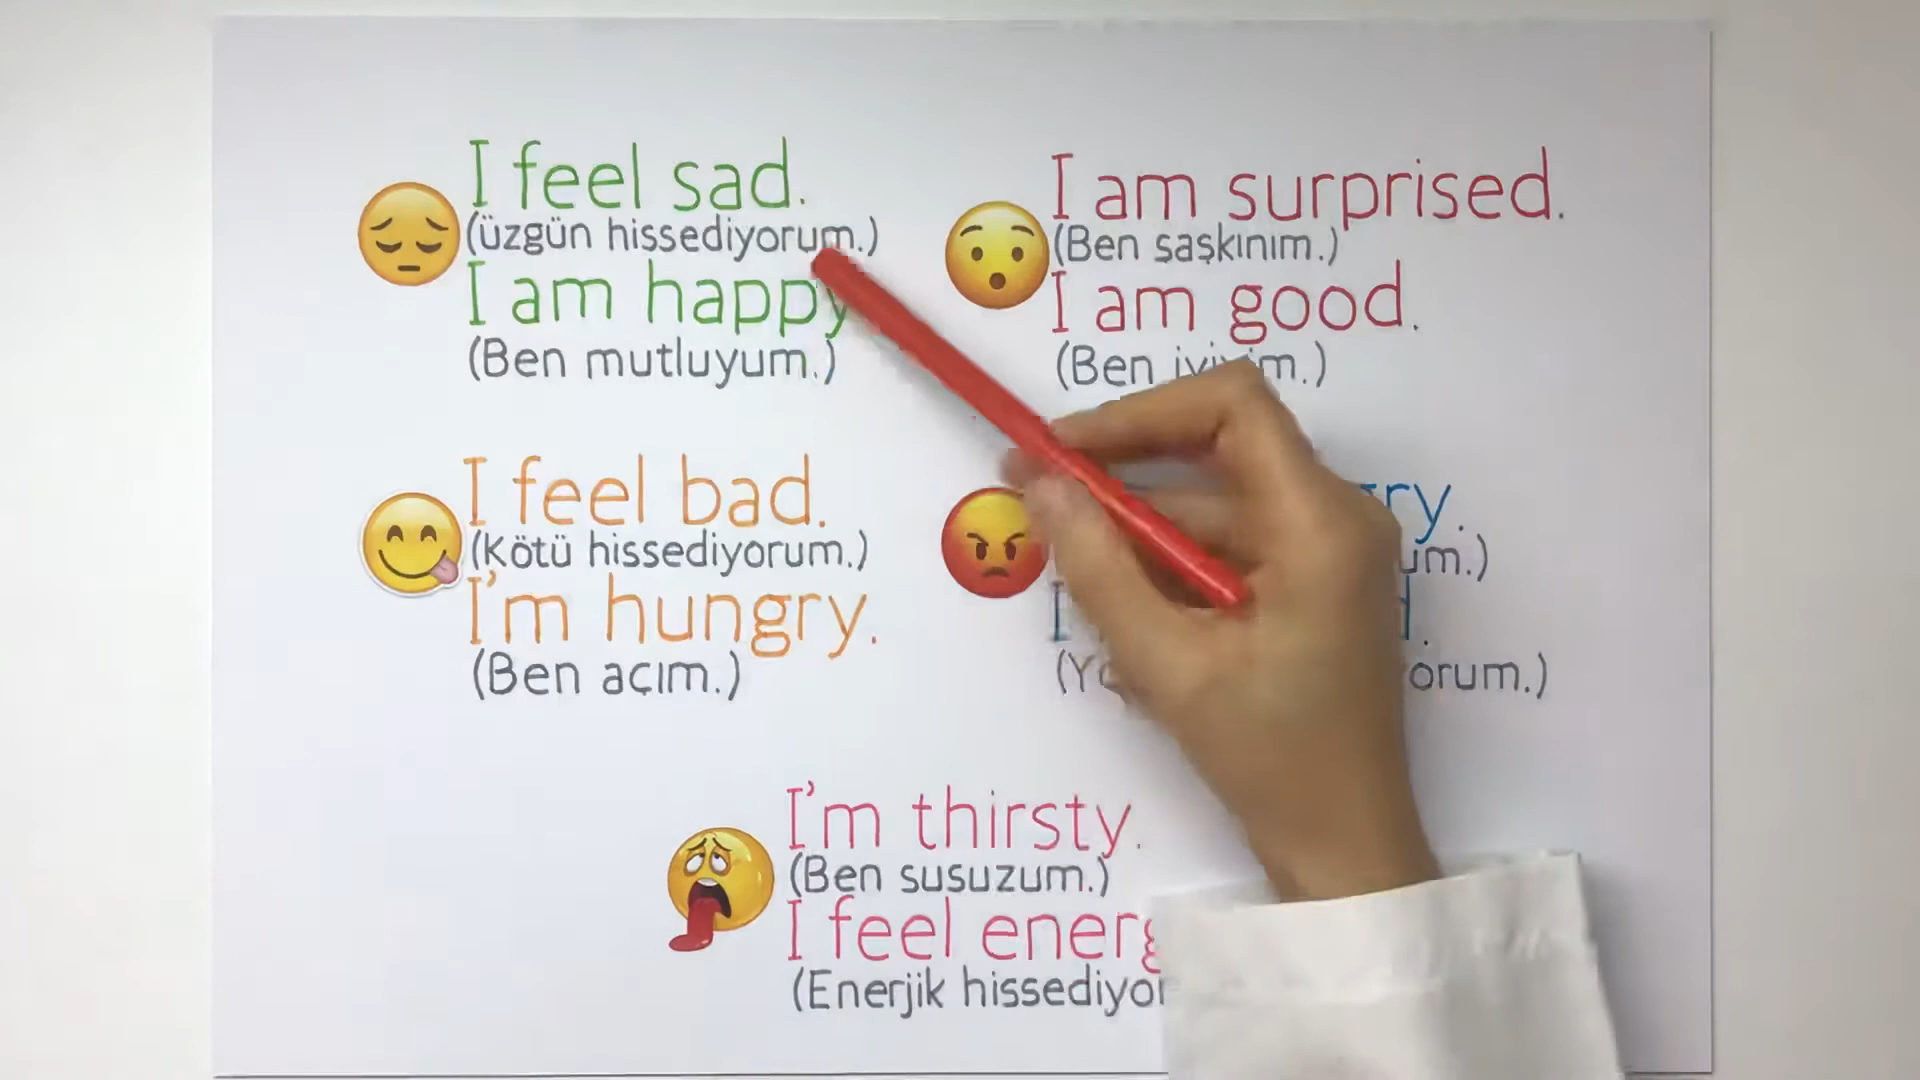 I feel sad.
(üzgün hissediyorum.)
I am happy
(Ben mutluyum.)
I am surprised.
(Ben şaşkınım.)
I am good.
(Ben iyiyim.)
I feel bad.
(Kötü hissediyorum.)
I'm hungry.
(Ben açım.)
I'm thirsty.
(Ben susuzum.)
I feel
(Enerjik